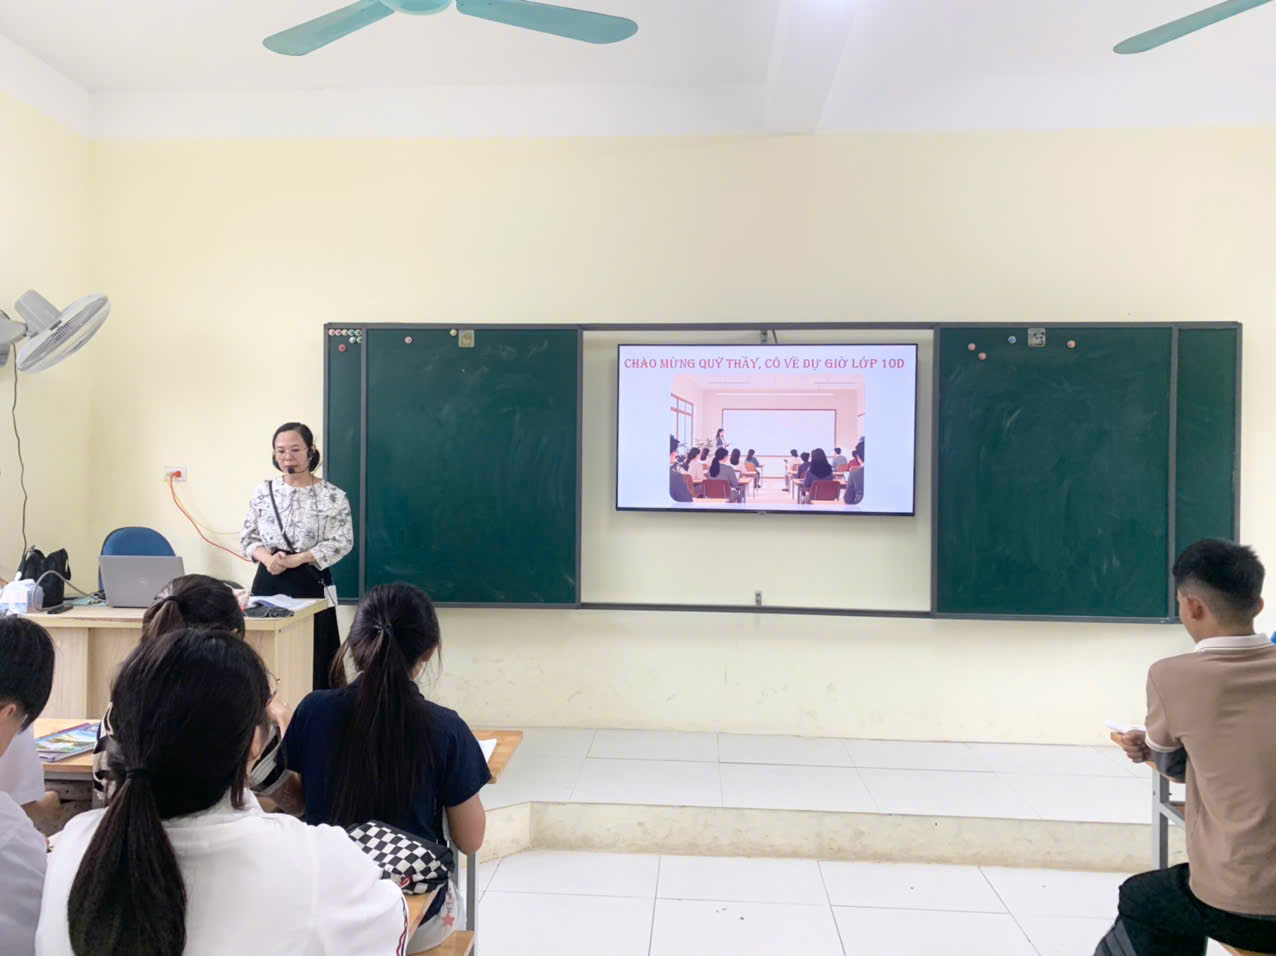 CHÀO MỪNG QUÝ THẦY, CÔ VỀ DỰ GIỜ LỚP 10D